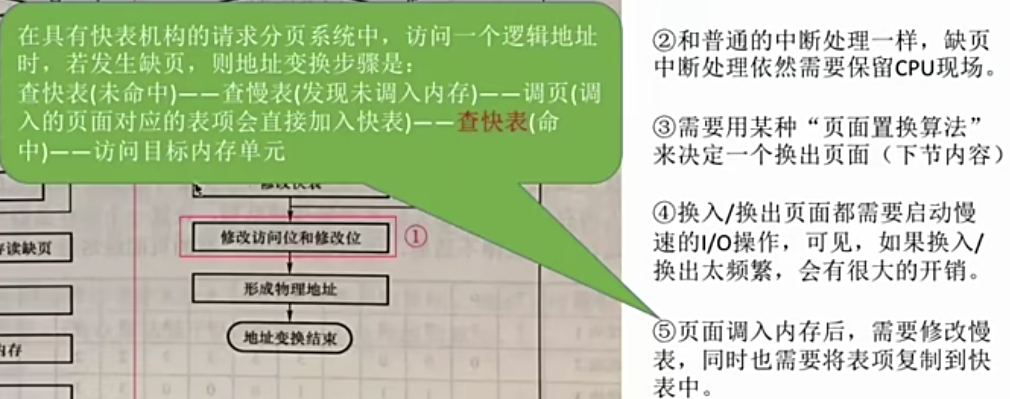 在具有快表机构的请求分页系统中，访问一个逻辑地址
时，若发生缺页，则地址变换步骤是：
查快表(未命中)——查慢表(发现未调入内存)——调页(调
入的页面对应的表项会直接加入快表)——查快表(命
中)——访问目标内存单元
修改访问位和修改位
①
形成物理地址
地址变换结束
②和普通的中断处理一样，缺页
中断处理依然需要保留CPU现场。
③需要用某种“页面置换算法”
来决定一个换出页面（下节内容）
④换入/换出页面都需要启动慢
速的I/O操作，可见，如果换入/
换出太频繁，会有很大的开销。
⑤页面调入内存后，需要修改慢
表，同时也需要将表项复制到快
表中。